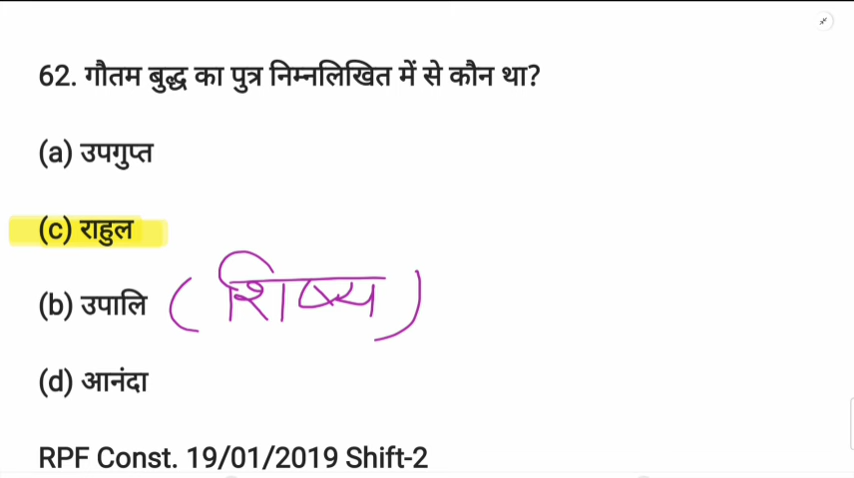 62. गौतम बुद्ध का पुत्र निम्नलिखित में से कौन था?
(a) उपगुप्त
(c) राहुल
(b) उपालि (शिष्य)
(d) आनंदा
RPF Const. 19/01/2019 Shift-2